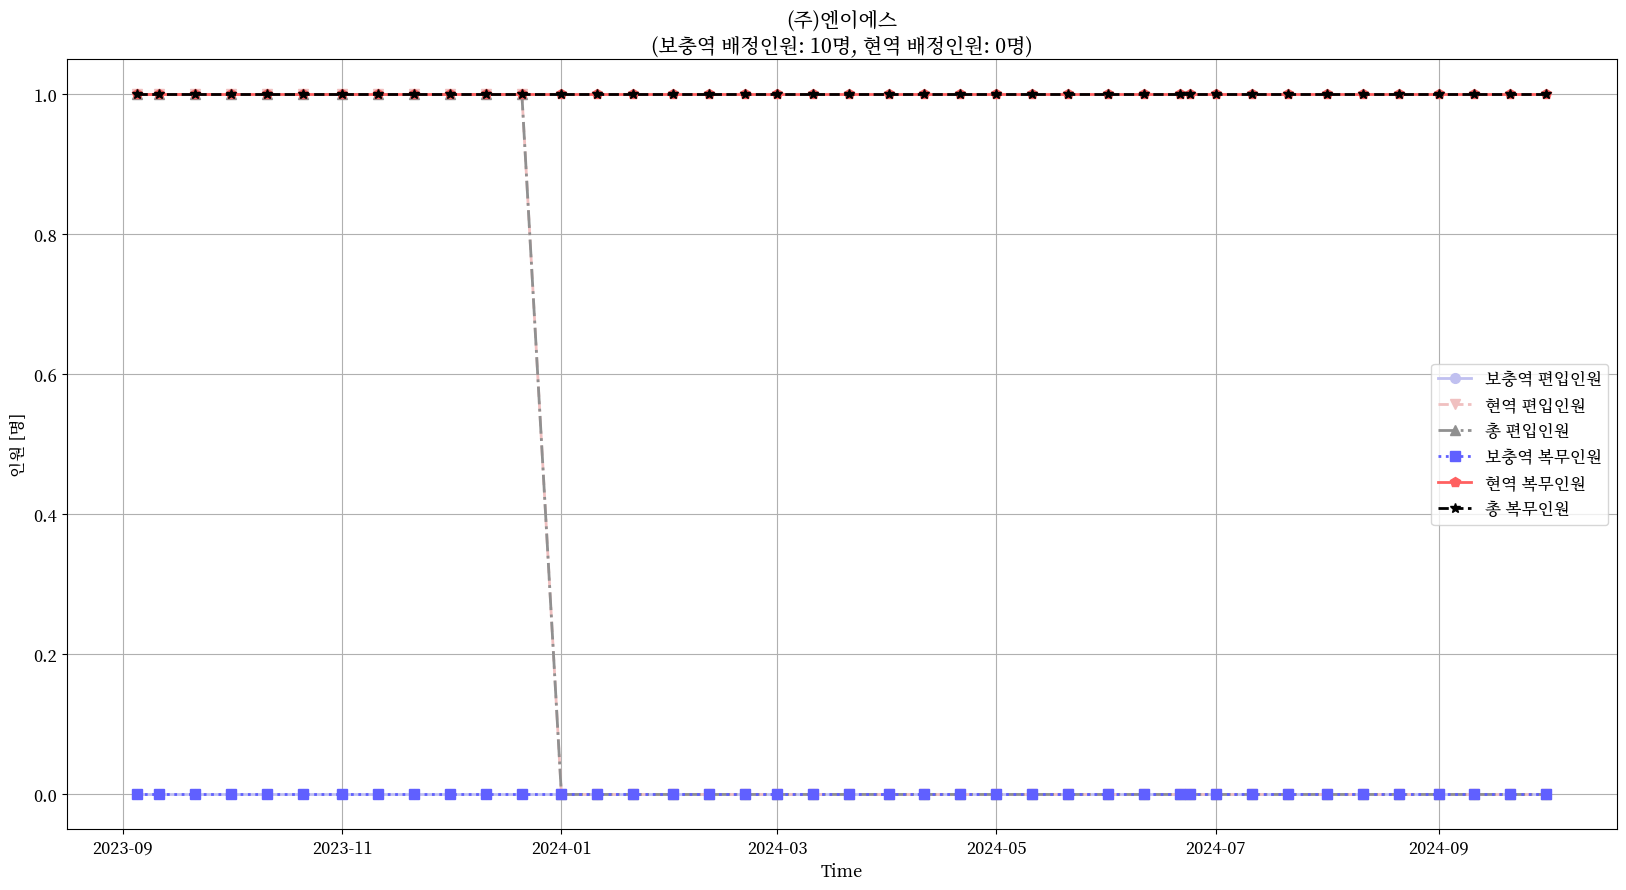 (주)엔이에스
(보충역 배정인원: 10명, 현역 배정인원: 0명)
1.0
0.8
0.6
0.4
0.2
0.0
인원 [명]
보충역 편입인원
현역 편입인원
총 편입인원
보충역 복무인원
현역 복무인원
총 복무인원
2023-09 2023-11 2024-01 2024-03 2024-05 2024-07 2024-09
Time